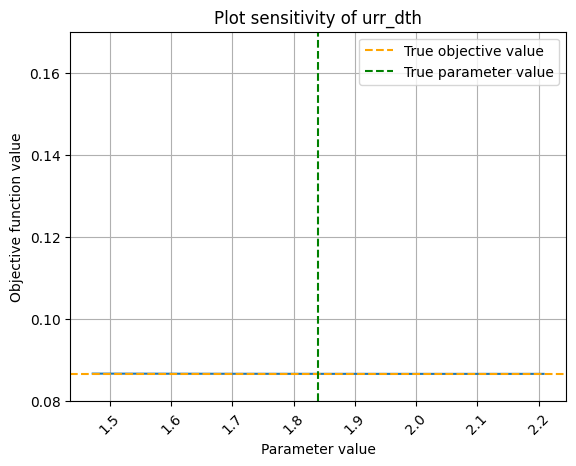 Plot sensitivity of urr_dth
True objective value
True parameter value
Objective function value
0.16
0.14
0.12
0.10
0.08
1.5
1.6
1.7
1.8
1.9
2.0
2.1
2.2
Parameter value